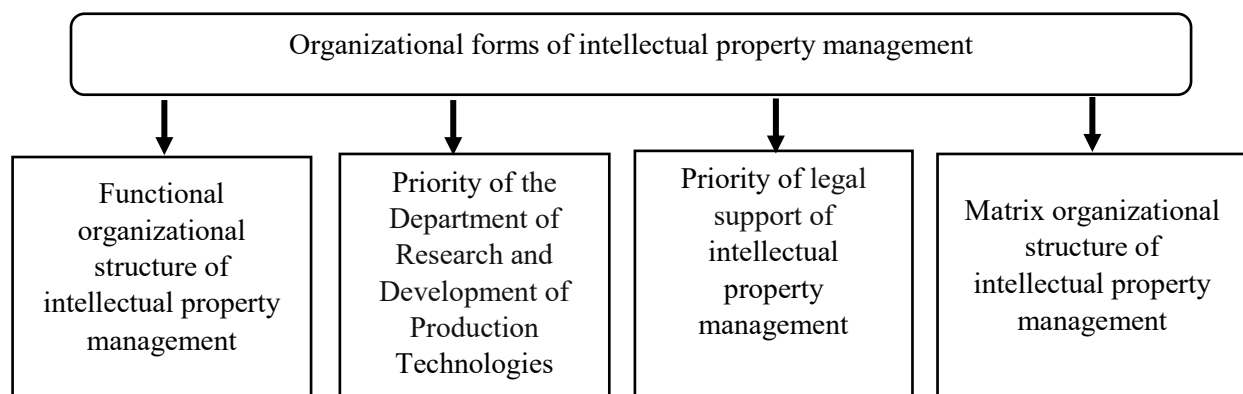 Organizational forms of intellectual property management
Functional
organizational
structure of
intellectual property
management
Priority of the
Department of
Research and
Development of
Production
Technologies
Priority of legal
support of
intellectual
property
management
Matrix organizational
structure of
intellectual property
management